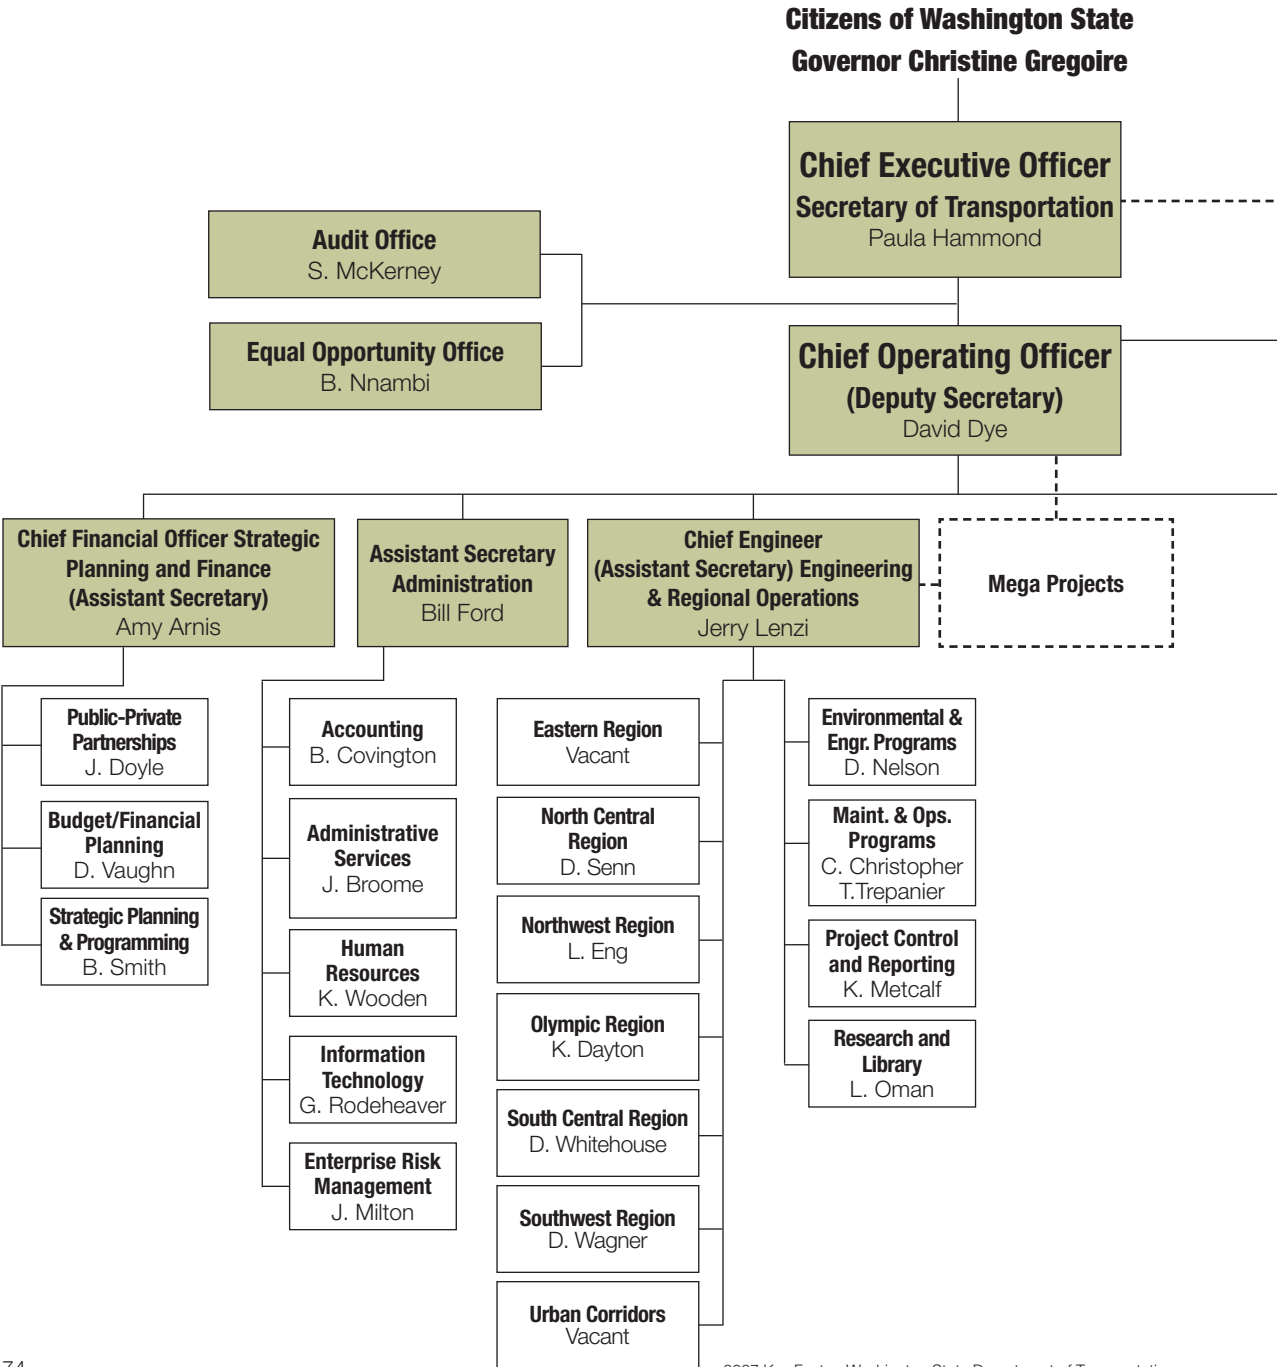 Citizens of Washington State
Governor Christine Gregoire
Chief Executive Officer
Secretary of Transportation
Paula Hammond
Audit Office
S. McKerney
Equal Opportunity Office
B. Nnambi
Chief Operating Officer
(Deputy Secretary)
David Dye
Chief Financial Officer Strategic
Planning and Finance
(Assistant Secretary)
Amy Arnis
Assistant Secretary
Administration
Bill Ford
Chief Engineer
(Assistant Secretary) Engineering
& Regional Operations
Jerry Lenzi
Mega Projects
Public-Private
Partnerships
J. Doyle
Budget/Financial
Planning
D. Vaughn
Strategic Planning
& Programming
B. Smith
Accounting
B. Covington
Administrative
Services
J. Broome
Human
Resources
K. Wooden
Information
Technology
G. Rodeheaver
Enterprise Risk
Management
J. Milton
Eastern Region
Vacant
North Central
Region
D. Senn
Northwest Region
L. Eng
Olympic Region
K. Dayton
South Central Region
D. Whitehouse
Southwest Region
D. Wagner
Urban Corridors
Vacant
Environmental &
Engr. Programs
D. Nelson
Maint. & Ops.
Programs
C. Christopher
T.Trepanier
Project Control
and Reporting
K. Metcalf
Research and
Library
L. Oman